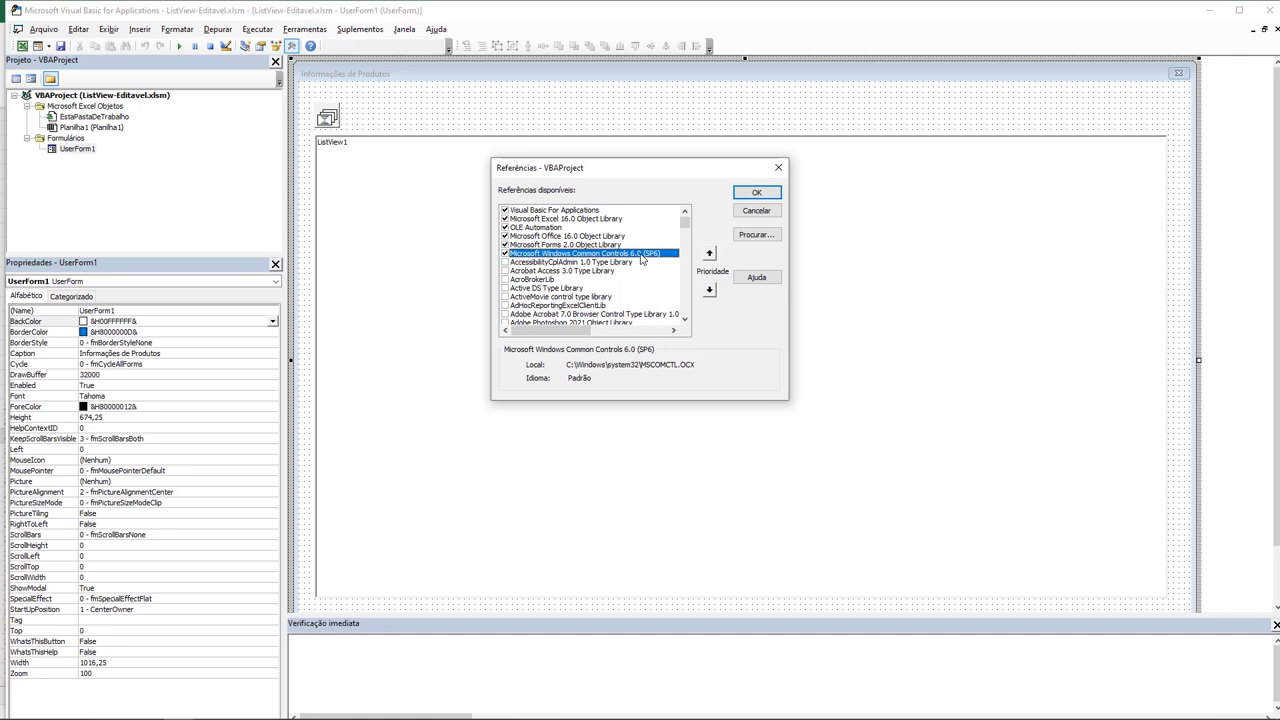 Microsoft Visual Basic for Applications - ListView-Editavel.xlsm - [ListView-Editavel.xlsm - UserForm1 (UserForm)]
Arquivo Editar Exibir Inserir Formatar Depurar Executar Ferramentas Suplementos Janela Ajuda
Projeto - VBAProject
VBAProject (ListView-Editavel.xlsm)
Microsoft Excel Objetos
EstaPastaDeTrabalho
Planilha1 (Planilha1)
Formulários
UserForm1
Propriedades - UserForm1
UserForm1 UserForm
Alfabético Categorizado
(Name) UserForm1
BackColor &H00FFFFFF&
BorderColor &H8000000D&
BorderStyle 0 - fmBorderStyleNone
Caption Informações de Produtos
Cycle 0 - fmCycleAllForms
DrawBuffer 32000
Enabled True
Font Tahoma
ForeColor &H80000012&
Height 674,25
HelpContextID 0
KeepScrollBarsVisible 3 - fmScrollBarsBoth
Left 0
MouseIcon (Nenhum)
MousePointer 0 - fmMousePointerDefault
Picture (Nenhum)
PictureAlignment 2 - fmPictureAlignmentCenter
PictureSizeMode 0 - fmPictureSizeModeClip
PictureTiling False
RightToLeft False
ScrollBars 0 - fmScrollBarsNone
ScrollHeight 0
ScrollLeft 0
ScrollTop 0
ScrollWidth 0
ShowModal True
SpecialEffect 0 - fmSpecialEffectFlat
StartUpPosition 1 - CenterOwner
Tag
Top 0
WhatsThisButton False
WhatsThisHelp False
Width 1016,25
Zoom 100
Informações de Produtos
ListView1
Referências - VBAProject
Referências disponíveis:
Visual Basic For Applications
Microsoft Excel 16.0 Object Library
OLE Automation
Microsoft Office 16.0 Object Library
Microsoft Forms 2.0 Object Library
Microsoft Windows Common Controls 6.0 (SP6)
AccessibilityCplAdmin 1.0 Type Library
Acrobat Access 3.0 Type Library
AcroBrokerLib
Active DS Type Library
ActiveMovie control type library
AdHocReportingExcelClientLib
Adobe Acrobat 7.0 Browser Control Type Library 1.0
Adobe Photoshop 2021 Object Library
OK
Cancelar
Procurar...
Prioridade
Ajuda
Microsoft Windows Common Controls 6.0 (SP6)
Local: C:\Windows\system32\MSCOMCTL.OCX
Idioma: Padrão
Verificação imediata